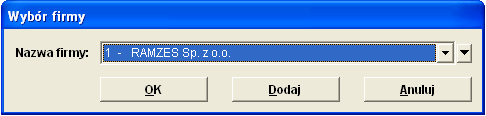 Wybór firmy
Nazwa firmy: 1 - RAMZES Sp. z o.o.
OK Dodaj Anuluj